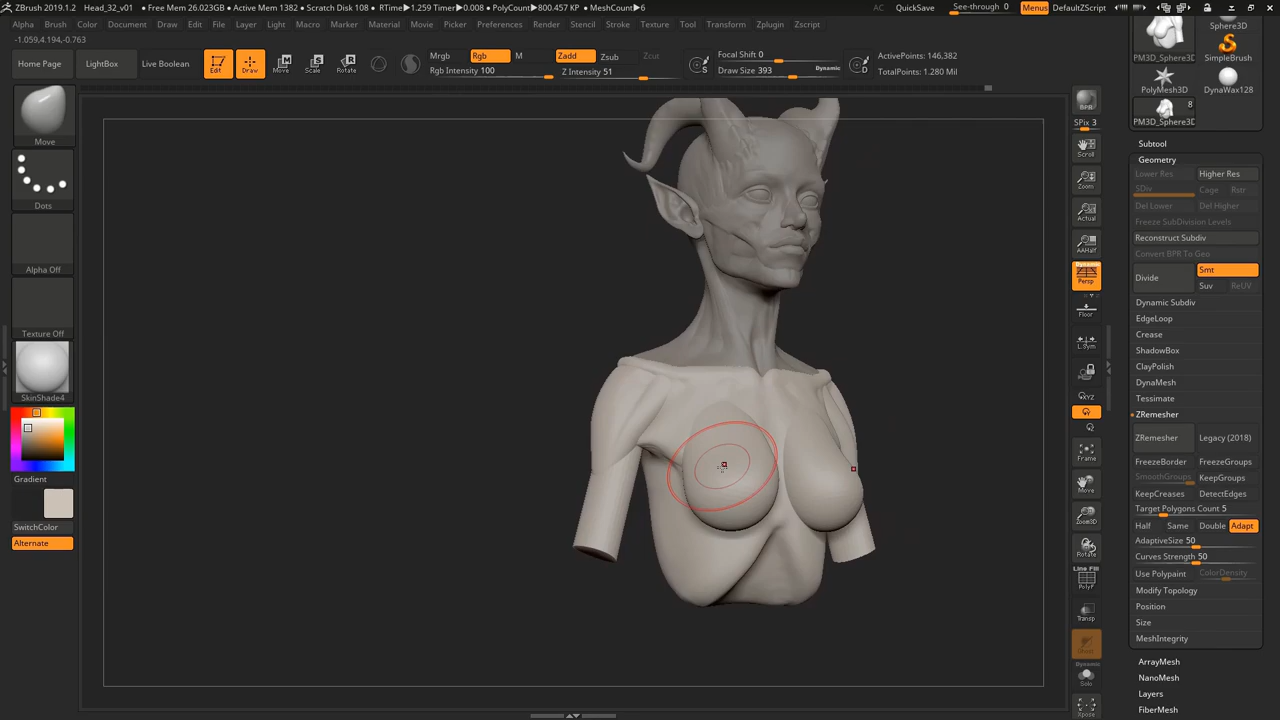 ZBrush 2019.1.2 Head_32_v01 • Free Mem 26.023GB • Active Mem 1382 • Scratch Disk 108 • RTime▶1.259 Timer▶0.008 • PolyCount▶800.457 KP • MeshCount▶6
AC QuickSave See-through 0 Menus DefaultZScript
Alpha Brush Color Document Draw Edit File Layer Light Macro Marker Material Movie Picker Preferences Render Stencil Stroke Texture Tool Transform Zplugin Zscript
-1.059,4.194,-0.763
Home Page LightBox Live Boolean
Edit Draw Move Scale Rotate
Mrgb Rgb M Zadd Zsub Zcut
Rgb Intensity 100 Z Intensity 51
S
Focal Shift 0
Draw Size 393 Dynamic
D
ActivePoints: 146,382
TotalPoints: 1.280 Mil
Move
Dots
Alpha Off
Texture Off
SkinShade4
Gradient
SwitchColor
Alternate
BPR
SPix 3
Scroll
Zoom
Actual
AAHalf
Dynamic
Persp
Floor
L.Sym
XYZ
Frame
Move
Zoom3D
Rotate
Line Fill
PolyF
Transp
Dynamic
Solo
Xpose
Sphere3D
PM3D_Sphere3D
SimpleBrush
PolyMesh3D
DynaWax128
8
PM3D_Sphere3D
Subtool
Geometry
Lower Res Higher Res
SDiv Cage Rstr
Del Lower Del Higher
Freeze SubDivision Levels
Reconstruct Subdiv
Convert BPR To Geo
Divide Smt
Suv ReUV
Dynamic Subdiv
EdgeLoop
Crease
ShadowBox
ClayPolish
DynaMesh
Tessimate
ZRemesher
ZRemesher Legacy (2018)
FreezeBorder FreezeGroups
SmoothGroups KeepGroups
KeepCreases DetectEdges
Target Polygons Count 5
Half Same Double Adapt
AdaptiveSize 50
Curves Strength 50
Use Polypaint ColorDensity
Modify Topology
Position
Size
MeshIntegrity
ArrayMesh
NanoMesh
Layers
FiberMesh